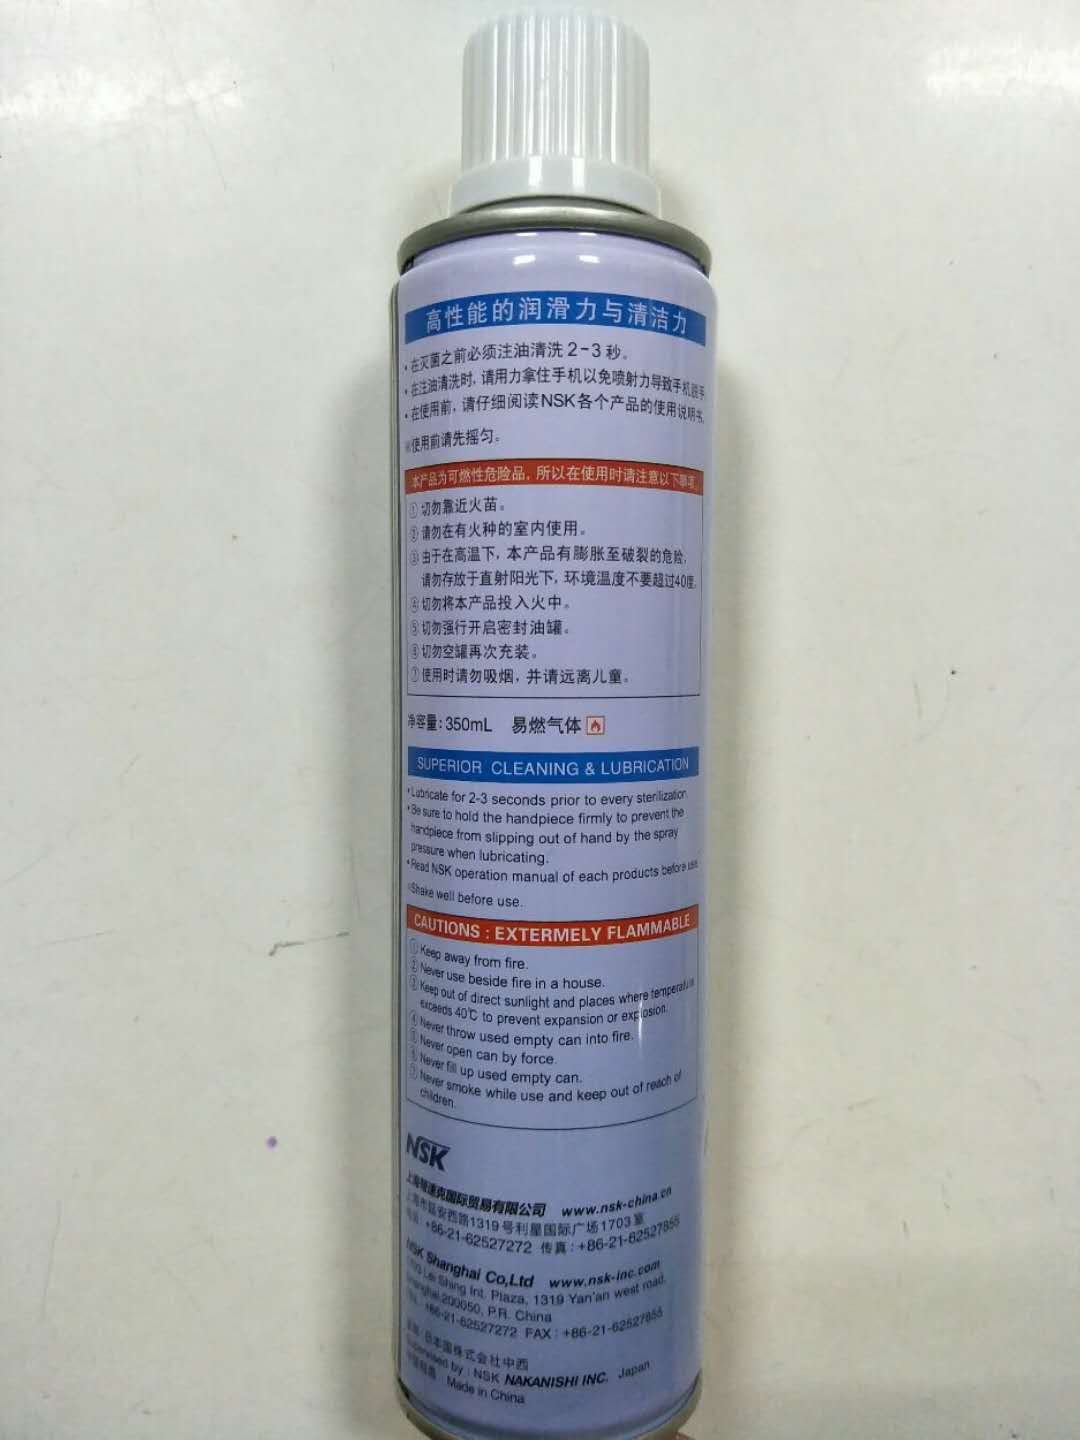 高性能的润滑力与清洁力
·在灭菌之前必须注油清洗2-3秒。
·在注油清洗时,请用力拿住手机以免喷射力导致手机脱手
·在使用前,请仔细阅读NSK各个产品的使用说明书。
※使用前请先摇匀。
本产品为可燃性危险品,所以在使用时请注意以下事项。
①切勿靠近火苗。
②请勿在有火种的室内使用。
③由于在高温下,本产品有膨胀至破裂的危险,
请勿存放于直射阳光下,环境温度不要超过40度。
④切勿将本产品投入火中。
⑤切勿强行开启密封油罐。
⑥切勿空罐再次充装。
⑦使用时请勿吸烟,并请远离儿童。
净容量:350mL 易燃气体
SUPERIOR CLEANING & LUBRICATION
•Lubricate for 2-3 seconds prior to every sterilization.
•Be sure to hold the handpiece firmly to prevent the
handpiece from slipping out of hand by the spray
pressure when lubricating.
•Read NSK operation manual of each products before use.
※Shake well before use.
CAUTIONS : EXTERMELY FLAMMABLE
①Keep away from fire.
②Never use beside fire in a house.
③Keep out of direct sunlight and places where temperature
exceeds 40℃ to prevent expansion or explosion.
④Never throw used empty can into fire.
⑤Never open can by force.
⑥Never fill up used empty can.
⑦Never smoke while use and keep out of reach of
children.
NSK
上海弩速克国际贸易有限公司 www.nsk-china.cn
上海市延安西路1319号利星国际广场1703室
电话:+86-21-62527272 传真:+86-21-62527855
NSK Shanghai Co,Ltd www.nsk-inc.com
1703 Lei Shing Int. Plaza, 1319 Yan'an west road,
Shanghai,200050, P.R. China
TEL: +86-21-62527272 FAX : +86-21-62527855
日本国株式会社中西
Supervised by : NSK NAKANISHI INC. Japan
中国制造 Made in China